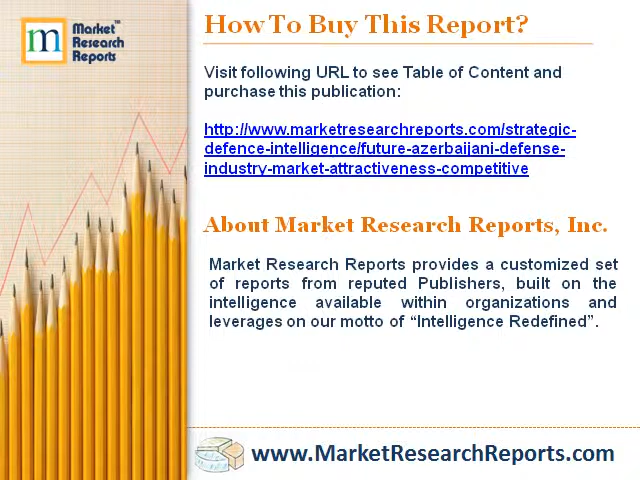 Market™
Research
Reports
m
How To Buy This Report?
Visit following URL to see Table of Content and
purchase this publication:
http://www.marketresearchreports.com/strategic-
defence-intelligence/future-azerbaijani-defense-
industry-market-attractiveness-competitive
About Market Research Reports, Inc.
Market Research Reports provides a customized set
of reports from reputed Publishers, built on the
intelligence available within organizations and
leverages on our motto of “Intelligence Redefined”.
www.MarketResearchReports.com